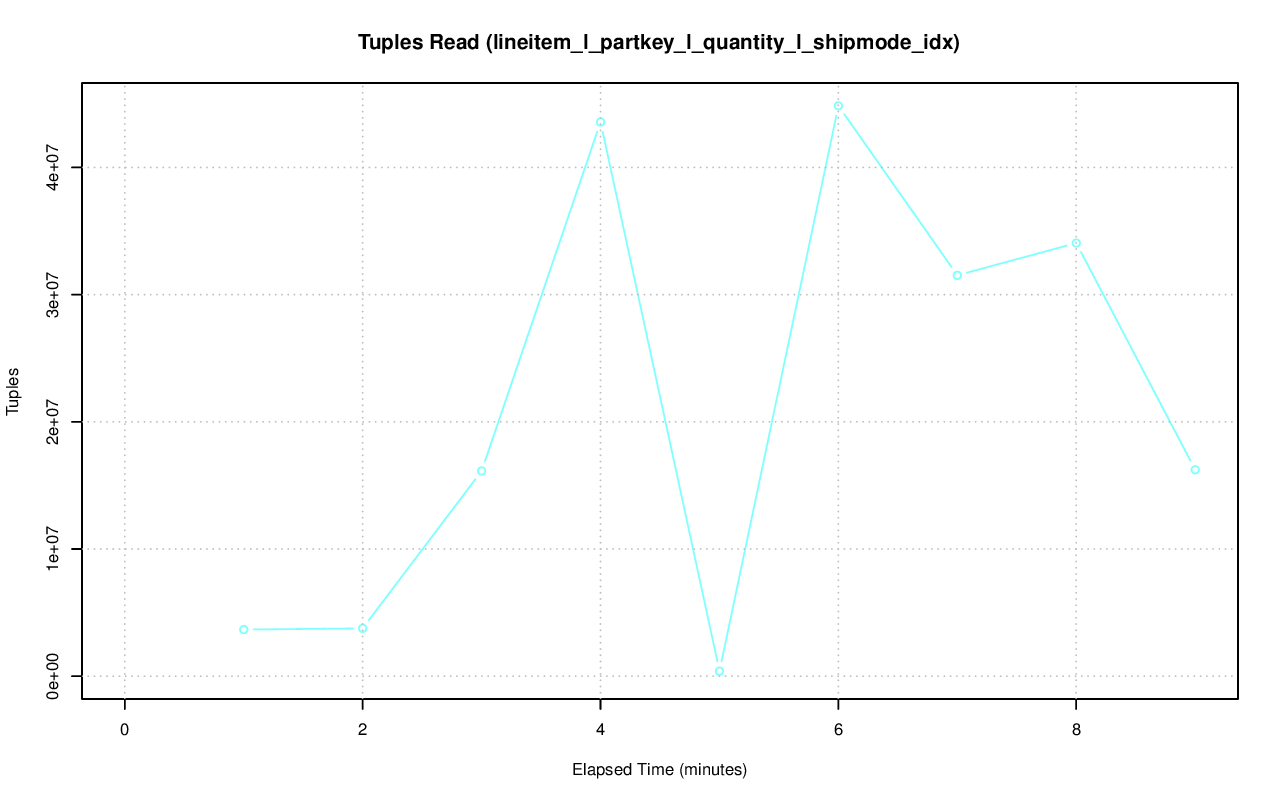 Tuples Read (lineitem_l_partkey_l_quantity_l_shipmode_idx)
Tuples
4e+07
3e+07
2e+07
1e+07
0e+00
0 2 4 6 8
Elapsed Time (minutes)